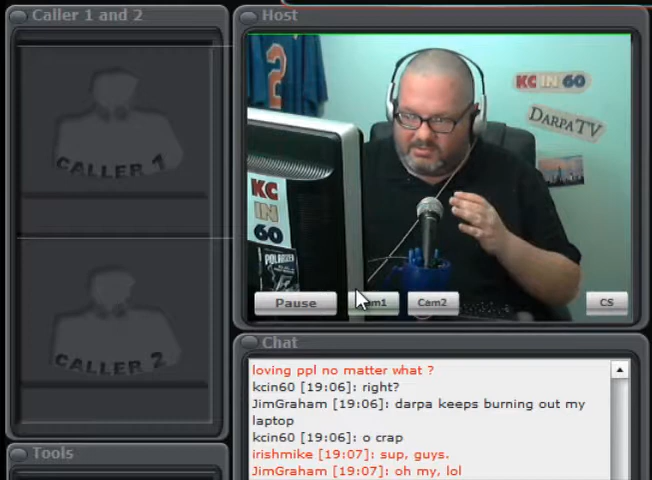 Caller 1 and 2
CALLER 1
CALLER 2
Tools
Host
2
KC IN 60
DARPATV
KC
IN
60
Pause
Cam2
CS
Chat
loving ppl no matter what ?
kcin60 [19:06]: right?
JimGraham [19:06]: darpa keeps burning out my
laptop
kcin60 [19:06]: o crap
irishmike [19:07]: sup, guys.
JimGraham [19:07]: oh my, lol